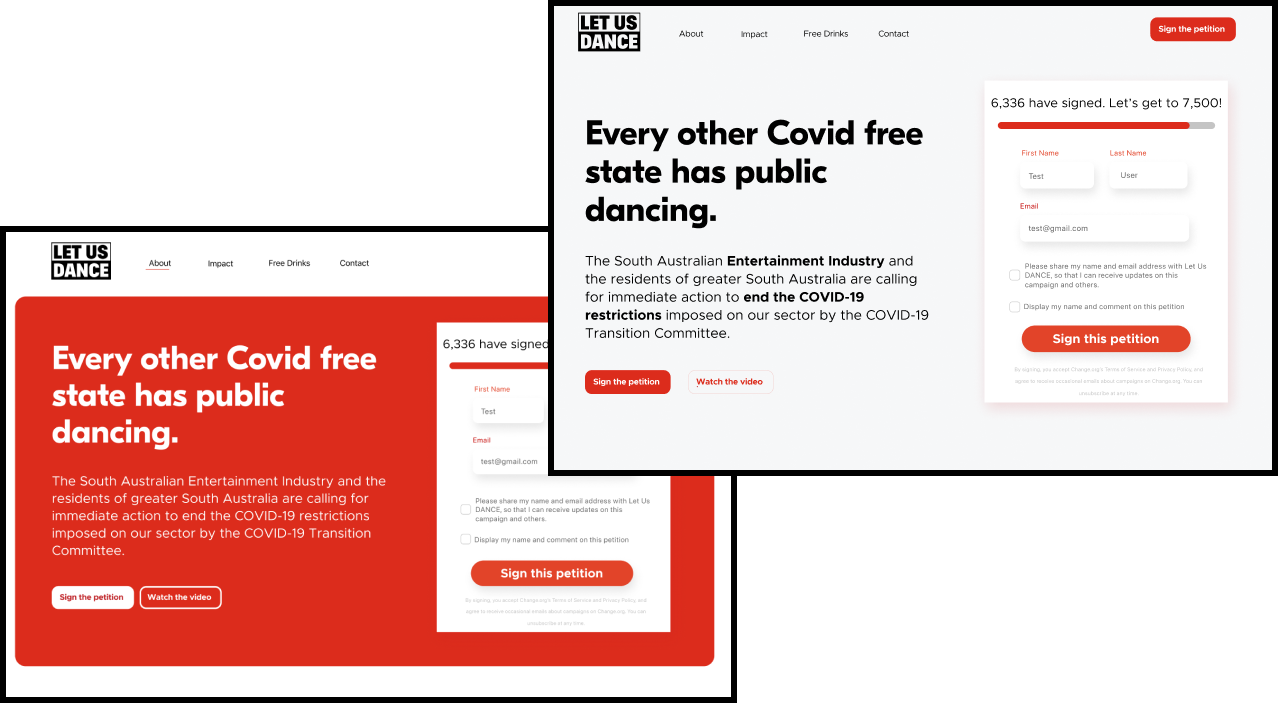 LET US
DANCE
About Impact Free Drinks Contact
Sign the petition
Every other Covid free
state has public
dancing.
The South Australian Entertainment Industry and
the residents of greater South Australia are calling
for immediate action to end the COVID-19
restrictions imposed on our sector by the COVID-19
Transition Committee.
Sign the petition Watch the video
6,336 have signed. Let's get to 7,500!
First Name Last Name
Test User
Email
test@gmail.com
Please share my name and email address with Let Us
DANCE, so that I can receive updates on this
campaign and others.
Display my name and comment on this petition
Sign this petition
By signing, you accept Change.org's Terms of Service and Privacy Policy, and
agree to receive occasional emails about campaigns on Change.org. You can
unsubscribe at any time.
LET US
DANCE
About Impact Free Drinks Contact
Every other Covid free
state has public
dancing.
The South Australian Entertainment Industry and the
residents of greater South Australia are calling for
immediate action to end the COVID-19 restrictions
imposed on our sector by the COVID-19 Transition
Committee.
Sign the petition Watch the video
6,336 have signed
First Name
Test
Email
test@gmail.com
Please share my name and email address with Let Us
DANCE, so that I can receive updates on this
campaign and others.
Display my name and comment on this petition
Sign this petition
By signing, you accept Change.org's Terms of Service and Privacy Policy, and
agree to receive occasional emails about campaigns on Change.org. You can
unsubscribe at any time.